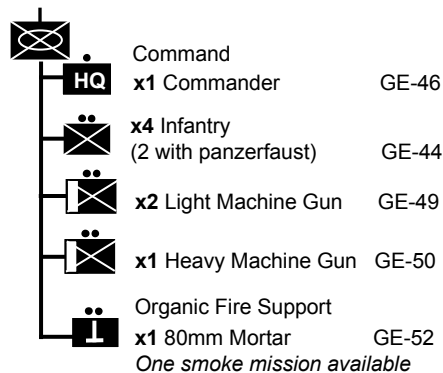 Command
HQ x1 Commander GE-46
x4 Infantry
(2 with panzerfaust) GE-44
x2 Light Machine Gun GE-49
x1 Heavy Machine Gun GE-50
Organic Fire Support
x1 80mm Mortar GE-52
One smoke mission available